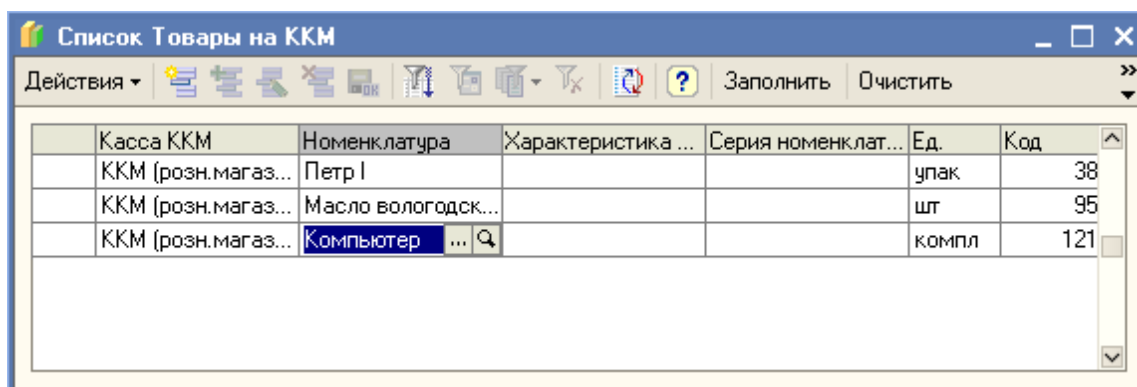 Список Товары на ККМ
Действия Заполнить Очистить
Касса ККМ Номенклатура Характеристика ... Серия номенклат... Ед. Код
ККМ (розн.магаз... Петр I упак 38
ККМ (розн.магаз... Масло вологодск... шт 95
ККМ (розн.магаз... Компьютер ... компл 121